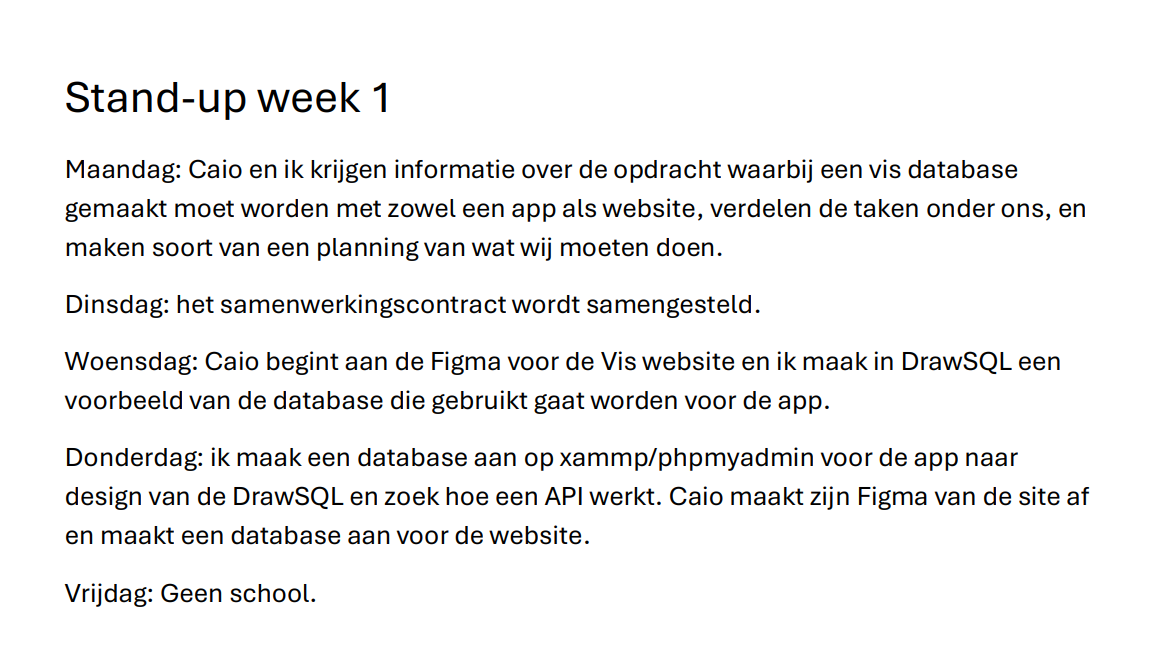 Stand-up week 1
Maandag: Caio en ik krijgen informatie over de opdracht waarbij een vis database
gemaakt moet worden met zowel een app als website, verdelen de taken onder ons, en
maken soort van een planning van wat wij moeten doen.
Dinsdag: het samenwerkingscontract wordt samengesteld.
Woensdag: Caio begint aan de Figma voor de Vis website en ik maak in DrawSQL een
voorbeeld van de database die gebruikt gaat worden voor de app.
Donderdag: ik maak een database aan op xammp/phpmyadmin voor de app naar
design van de DrawSQL en zoek hoe een API werkt. Caio maakt zijn Figma van de site af
en maakt een database aan voor de website.
Vrijdag: Geen school.